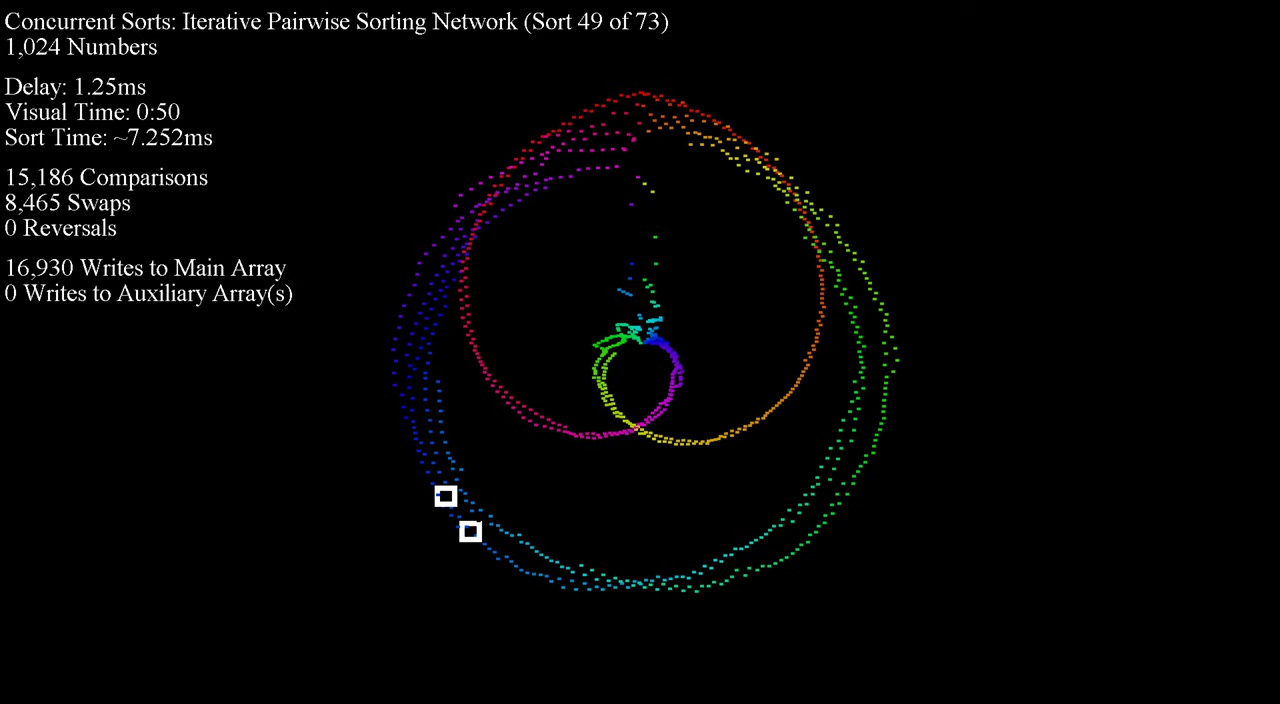 Concurrent Sorts: Iterative Pairwise Sorting Network (Sort 49 of 73)
1,024 Numbers
Delay: 1.25ms
Visual Time: 0:50
Sort Time: ~7.252ms
15,186 Comparisons
8,465 Swaps
0 Reversals
16,930 Writes to Main Array
0 Writes to Auxiliary Array(s)